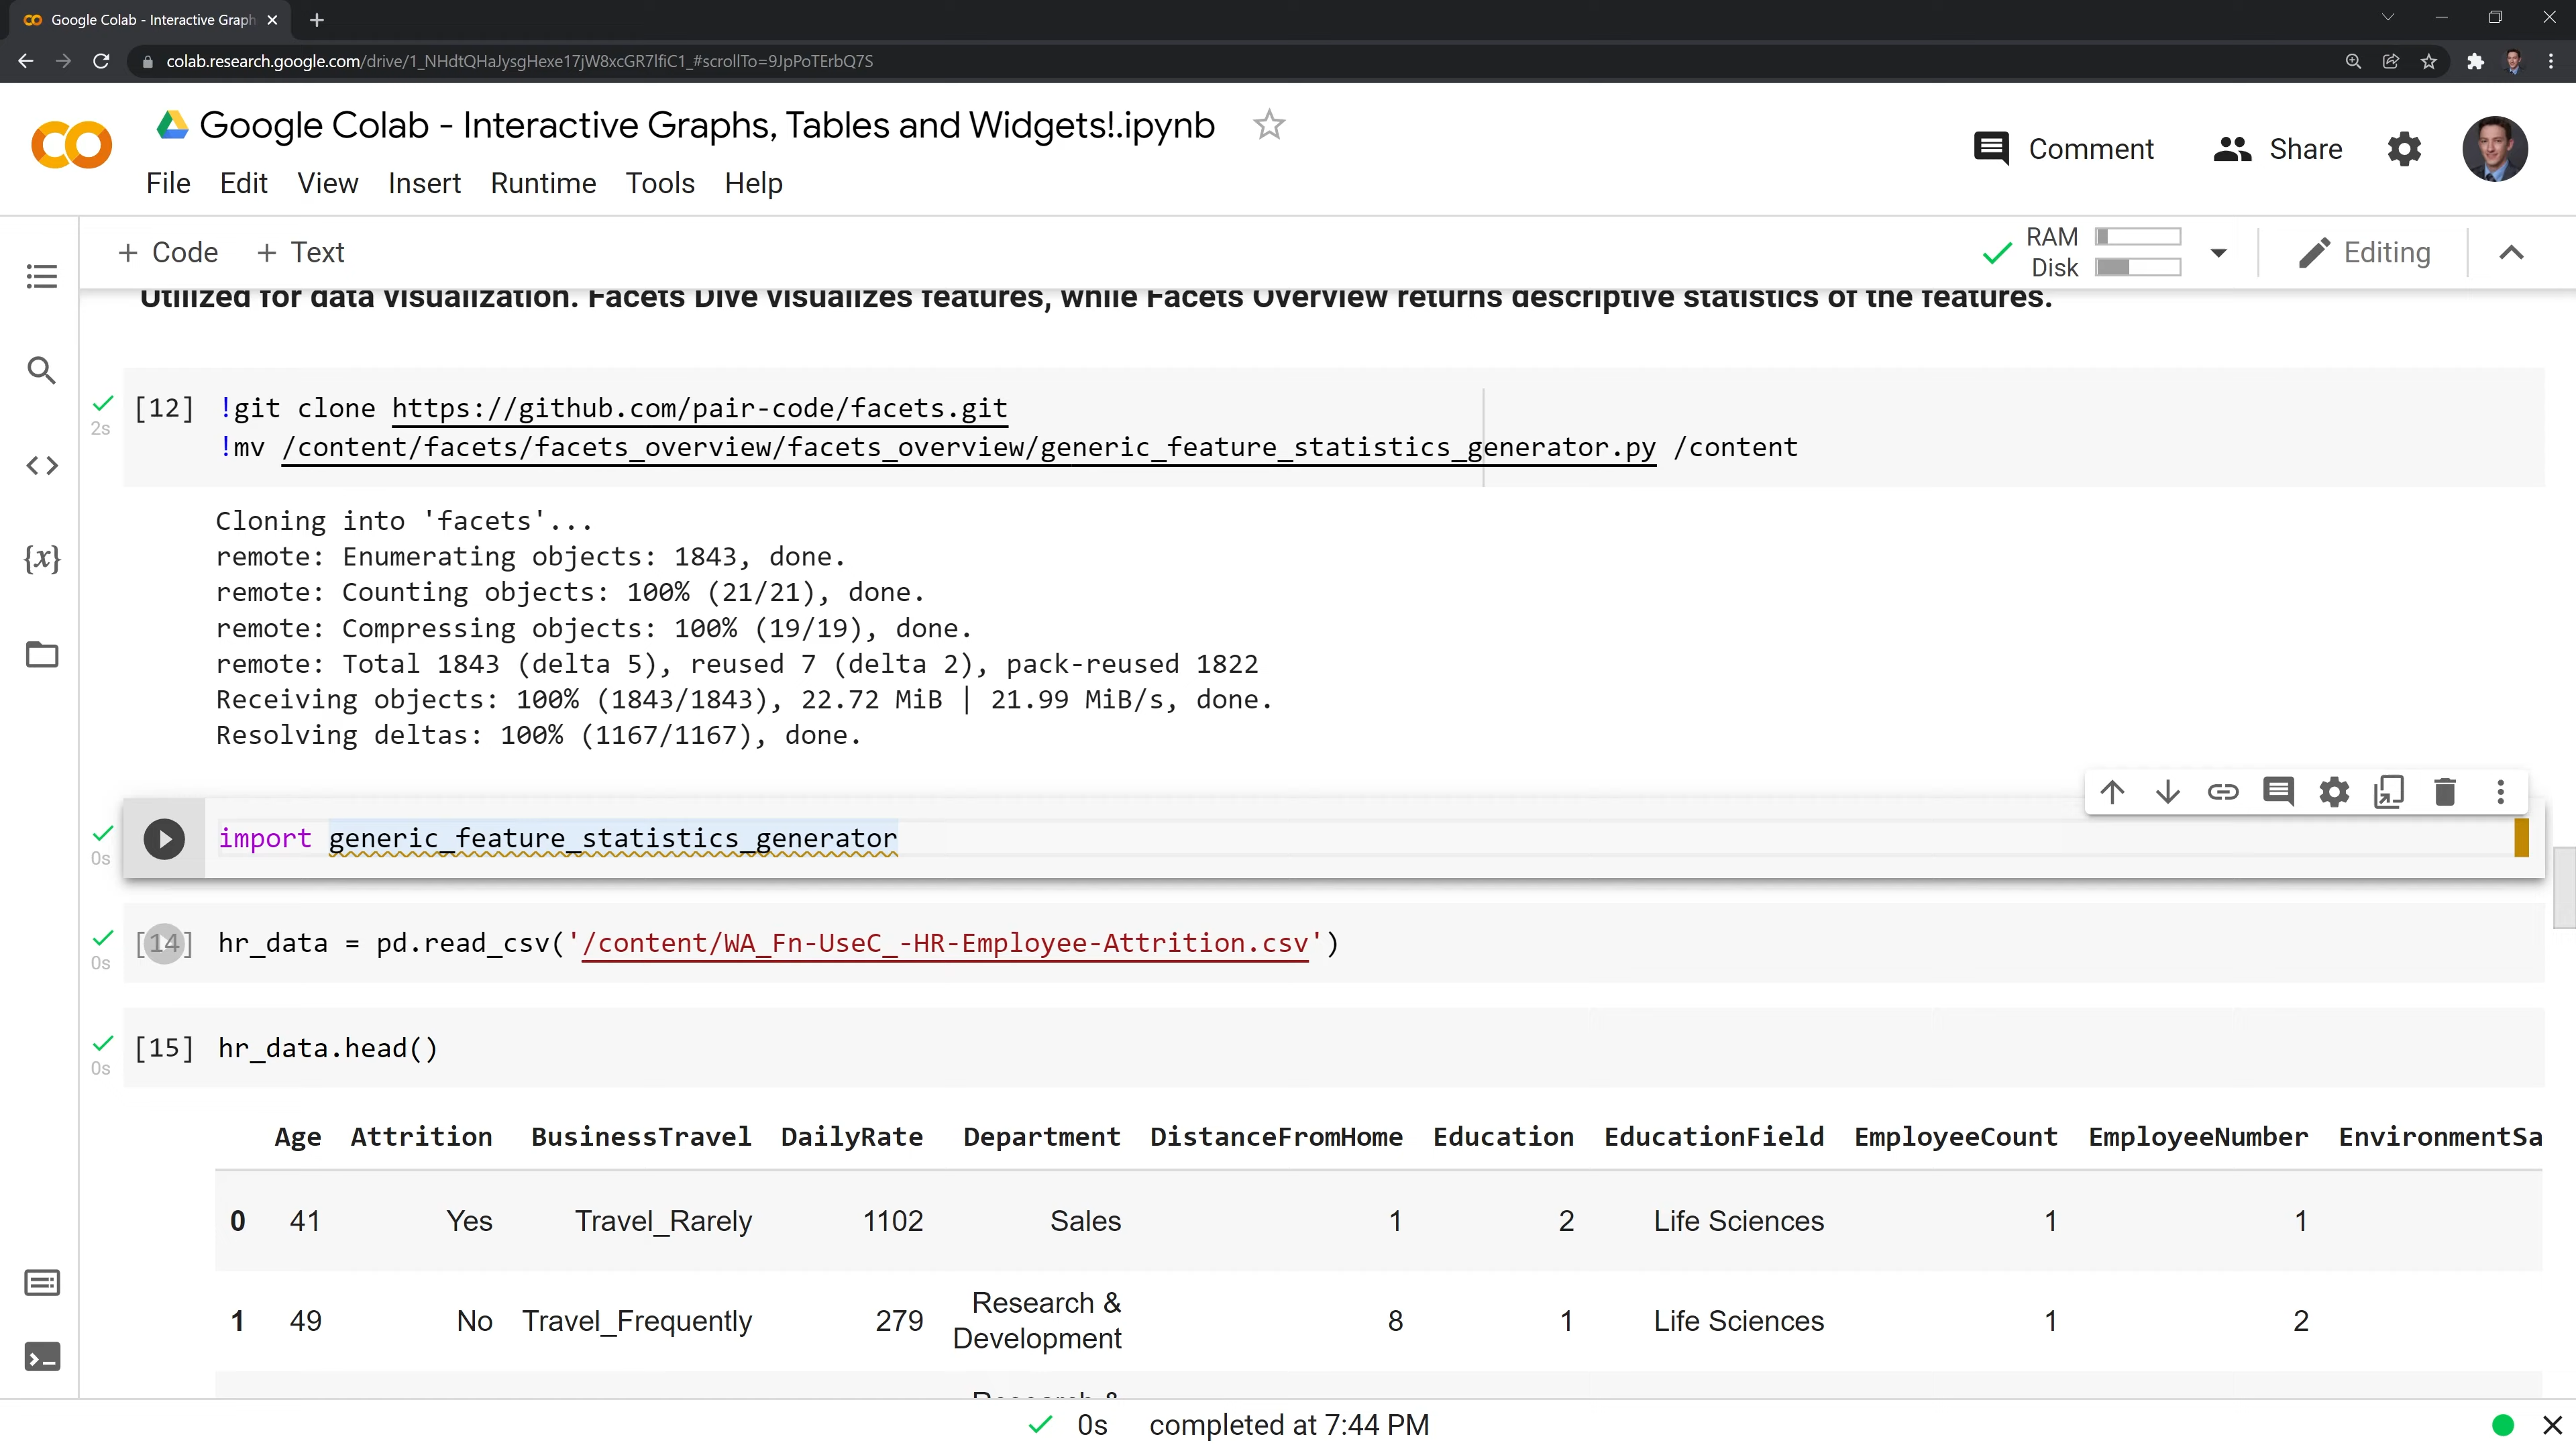 Google Colab - Interactive Graph
colab.research.google.com/drive/1_NHdtQHaJysgHexe17jW8xcGR7lfiC1_#scrollTo=9JpPoTErbQ7S
Google Colab - Interactive Graphs, Tables and Widgets!.ipynb
Comment Share
File Edit View Insert Runtime Tools Help
+ Code + Text
RAM
Disk
Editing
Utilized for data visualization. Facets Dive visualizes features, while Facets Overview returns descriptive statistics of the features.
[12] !git clone https://github.com/pair-code/facets.git
2s
!mv /content/facets/facets_overview/facets_overview/generic_feature_statistics_generator.py /content
Cloning into 'facets'...
remote: Enumerating objects: 1843, done.
remote: Counting objects: 100% (21/21), done.
remote: Compressing objects: 100% (19/19), done.
remote: Total 1843 (delta 5), reused 7 (delta 2), pack-reused 1822
Receiving objects: 100% (1843/1843), 22.72 MiB | 21.99 MiB/s, done.
Resolving deltas: 100% (1167/1167), done.
{x}
import generic_feature_statistics_generator
0s
[14] hr_data = pd.read_csv('/content/WA_Fn-UseC_-HR-Employee-Attrition.csv')
0s
[15] hr_data.head()
0s
Age Attrition BusinessTravel DailyRate Department DistanceFromHome Education EducationField EmployeeCount EmployeeNumber EnvironmentSa
0 41 Yes Travel_Rarely 1102 Sales 1 2 Life Sciences 1 1
1 49 No Travel_Frequently 279 Research & Development 8 1 Life Sciences 1 2
Research &
0s completed at 7:44 PM